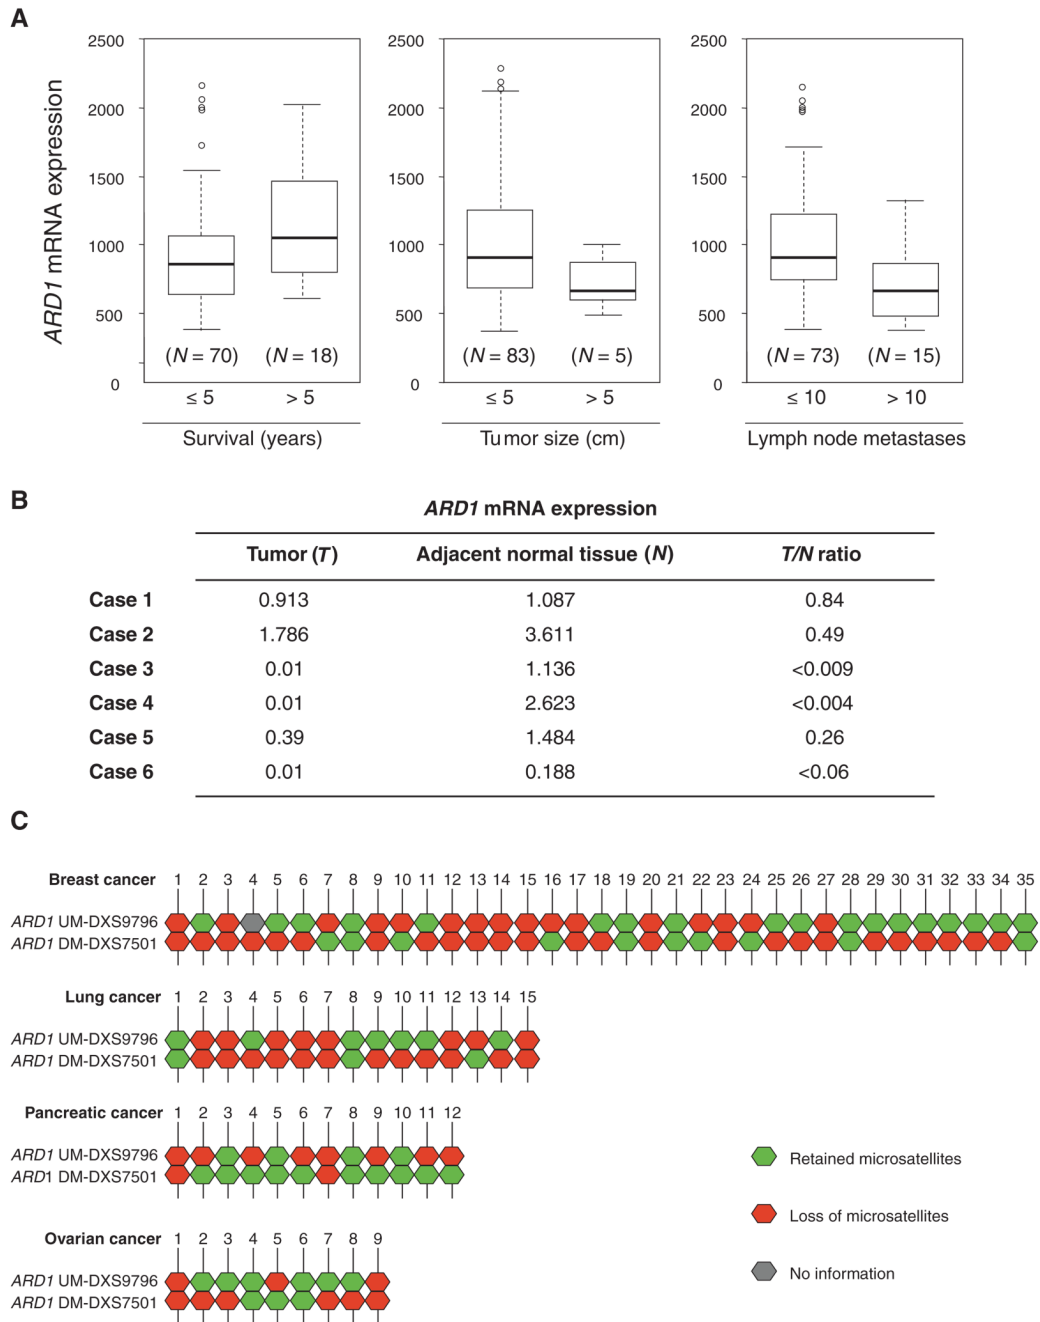 A
ARD1 mRNA expression
2500
2000
1500
1000
500
0
(N = 70) (N = 18)
≤ 5 > 5
Survival (years)
2500
2000
1500
1000
500
0
(N = 83) (N = 5)
≤ 5 > 5
Tumor size (cm)
2500
2000
1500
1000
500
0
(N = 73) (N = 15)
≤ 10 > 10
Lymph node metastases
B
ARD1 mRNA expression
Tumor (T) Adjacent normal tissue (N) T/N ratio
Case 1 0.913 1.087 0.84
Case 2 1.786 3.611 0.49
Case 3 0.01 1.136 <0.009
Case 4 0.01 2.623 <0.004
Case 5 0.39 1.484 0.26
Case 6 0.01 0.188 <0.06
C
Breast cancer 1 2 3 4 5 6 7 8 9 10 11 12 13 14 15 16 17 18 19 20 21 22 23 24 25 26 27 28 29 30 31 32 33 34 35
ARD1 UM-DXS9796
ARD1 DM-DXS7501
Lung cancer 1 2 3 4 5 6 7 8 9 10 11 12 13 14 15
ARD1 UM-DXS9796
ARD1 DM-DXS7501
Pancreatic cancer 1 2 3 4 5 6 7 8 9 10 11 12
ARD1 UM-DXS9796
ARD1 DM-DXS7501
Retained microsatellites
Loss of microsatellites
No information
Ovarian cancer 1 2 3 4 5 6 7 8 9
ARD1 UM-DXS9796
ARD1 DM-DXS7501